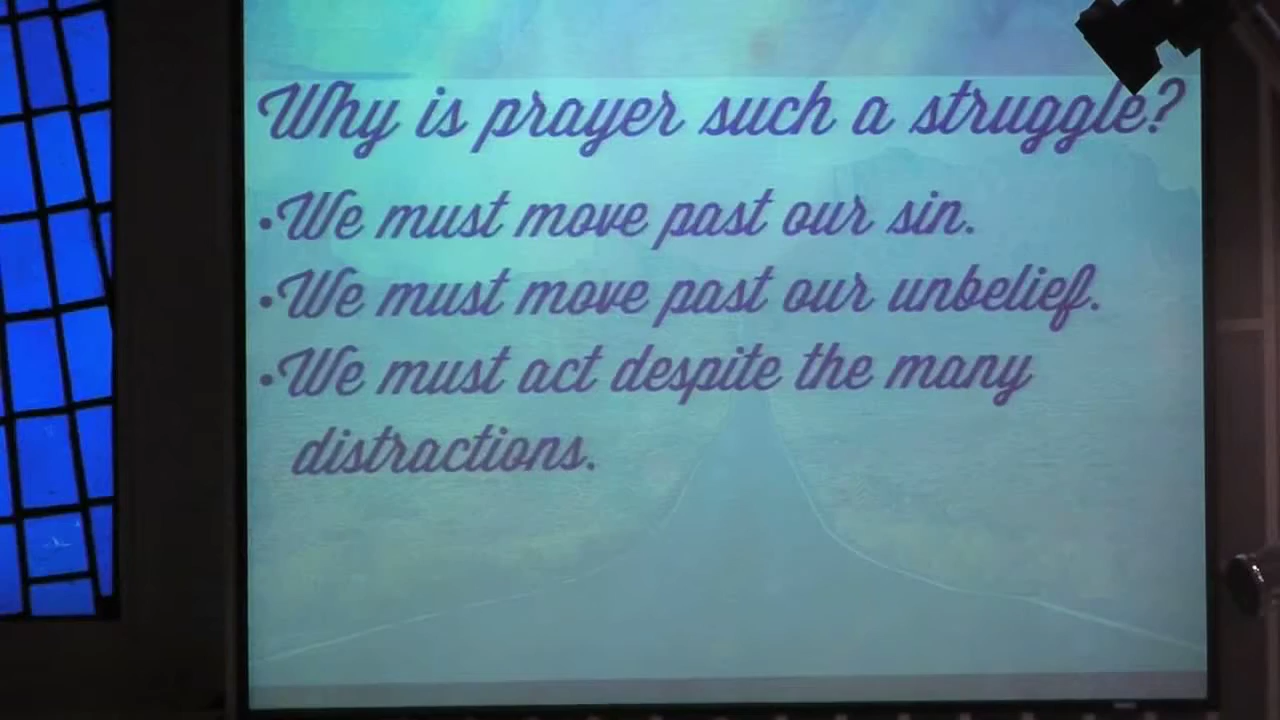 Why is prayer such a struggle?
•We must move past our sin.
•We must move past our unbelief.
•We must act despite the many
distractions.